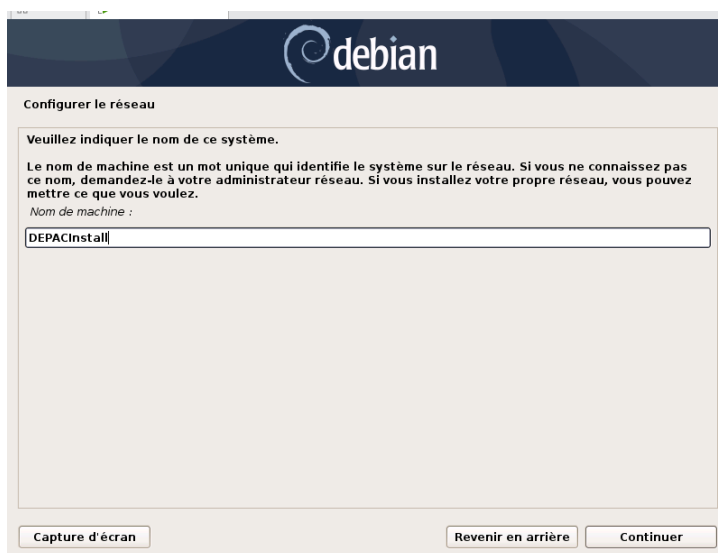 debian
Configurer le réseau
Veuillez indiquer le nom de ce système.
Le nom de machine est un mot unique qui identifie le système sur le réseau. Si vous ne connaissez pas
ce nom, demandez-le à votre administrateur réseau. Si vous installez votre propre réseau, vous pouvez
mettre ce que vous voulez.
Nom de machine :
DEPACInstall
Capture d'écran
Revenir en arrière
Continuer